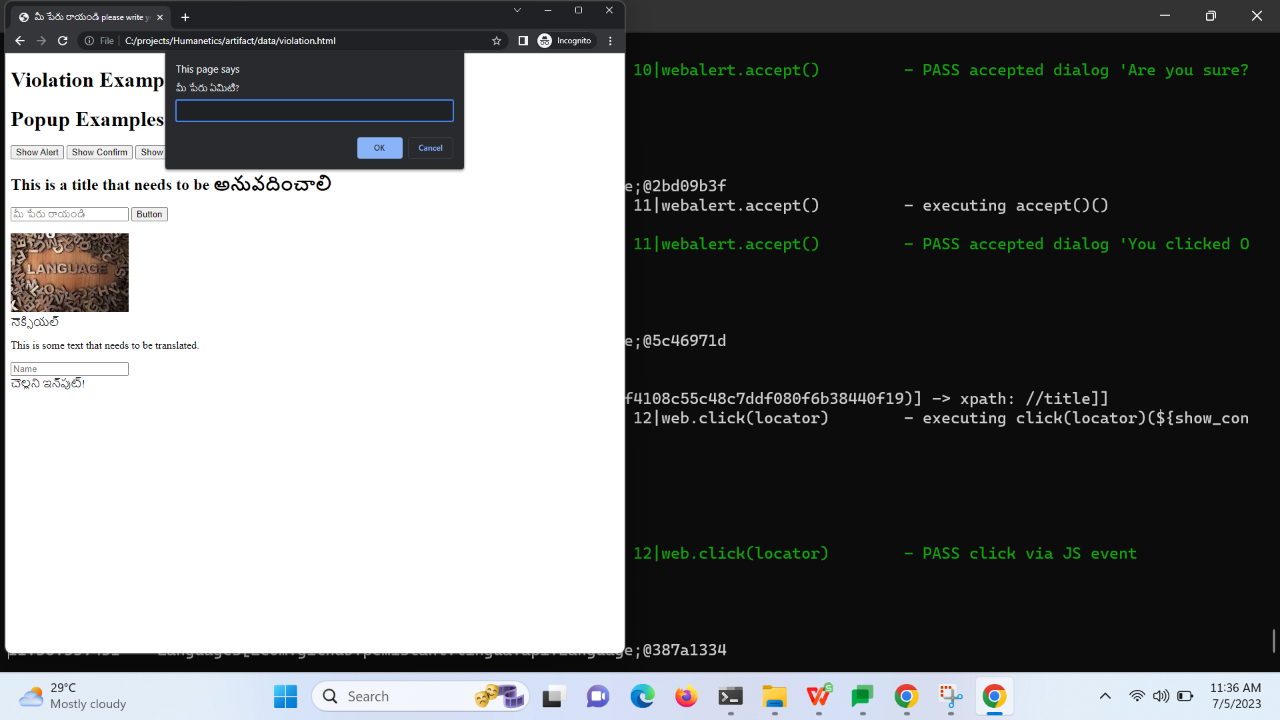 మీ పేరు రాయండి please write y
File
C:/projects/Humanetics/artifact/data/violation.html
Incognito
This page says
మీ పేరు ఏమిటి?
OK
Cancel
Violation Examp
Popup Examples
Show Alert
Show Confirm
Show
This is a title that needs to be అనువదించాలి
మీ పేరు రాయండి
Button
LANGUAGE
నెక్సియల్
This is some text that needs to be translated.
Name
చెల్లని ఇన్‌పుట్!
10|webalert.accept() - PASS accepted dialog 'Are you sure?
e;@2bd09b3f
11|webalert.accept() - executing accept()()
11|webalert.accept() - PASS accepted dialog 'You clicked O
e;@5c46971d
f4108c55c48c7ddf080f6b38440f19)] -> xpath: //title]]
12|web.click(locator) - executing click(locator)(${show_con
12|web.click(locator) - PASS click via JS event
e;@387a1334
29°C
Mostly cloudy
Search
11:36 AM
7/5/2023